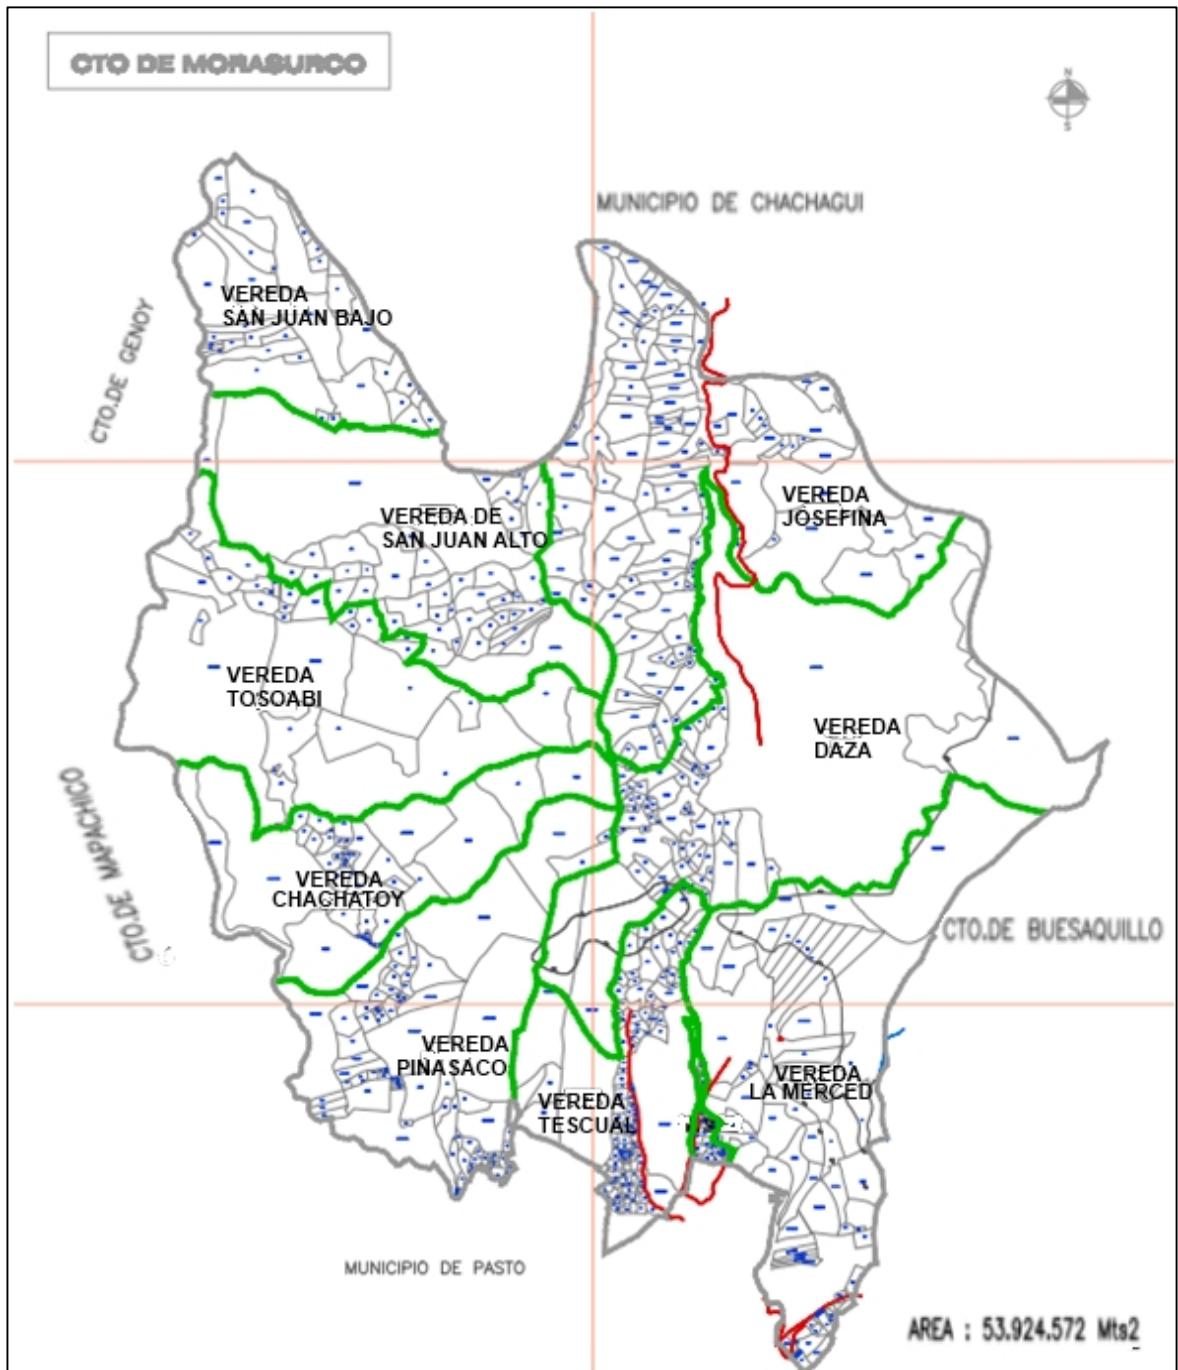 CTO DE MORASURCO
N
S
MUNICIPIO DE CHACHAGUI
CTO.DE GENOY
VEREDA
SAN JUAN BAJO
VEREDA
JOSEFINA
VEREDA DE
SAN JUAN ALTO
VEREDA
TOSOABI
VEREDA
DAZA
CTO.DE MAPACHICO
VEREDA
CHACHATOY
CTO.DE BUESAQUILLO
VEREDA
PINASACO
VEREDA
TESCUAL
VEREDA
LA MERCED
MUNICIPIO DE PASTO
AREA : 53.924.572 Mts2